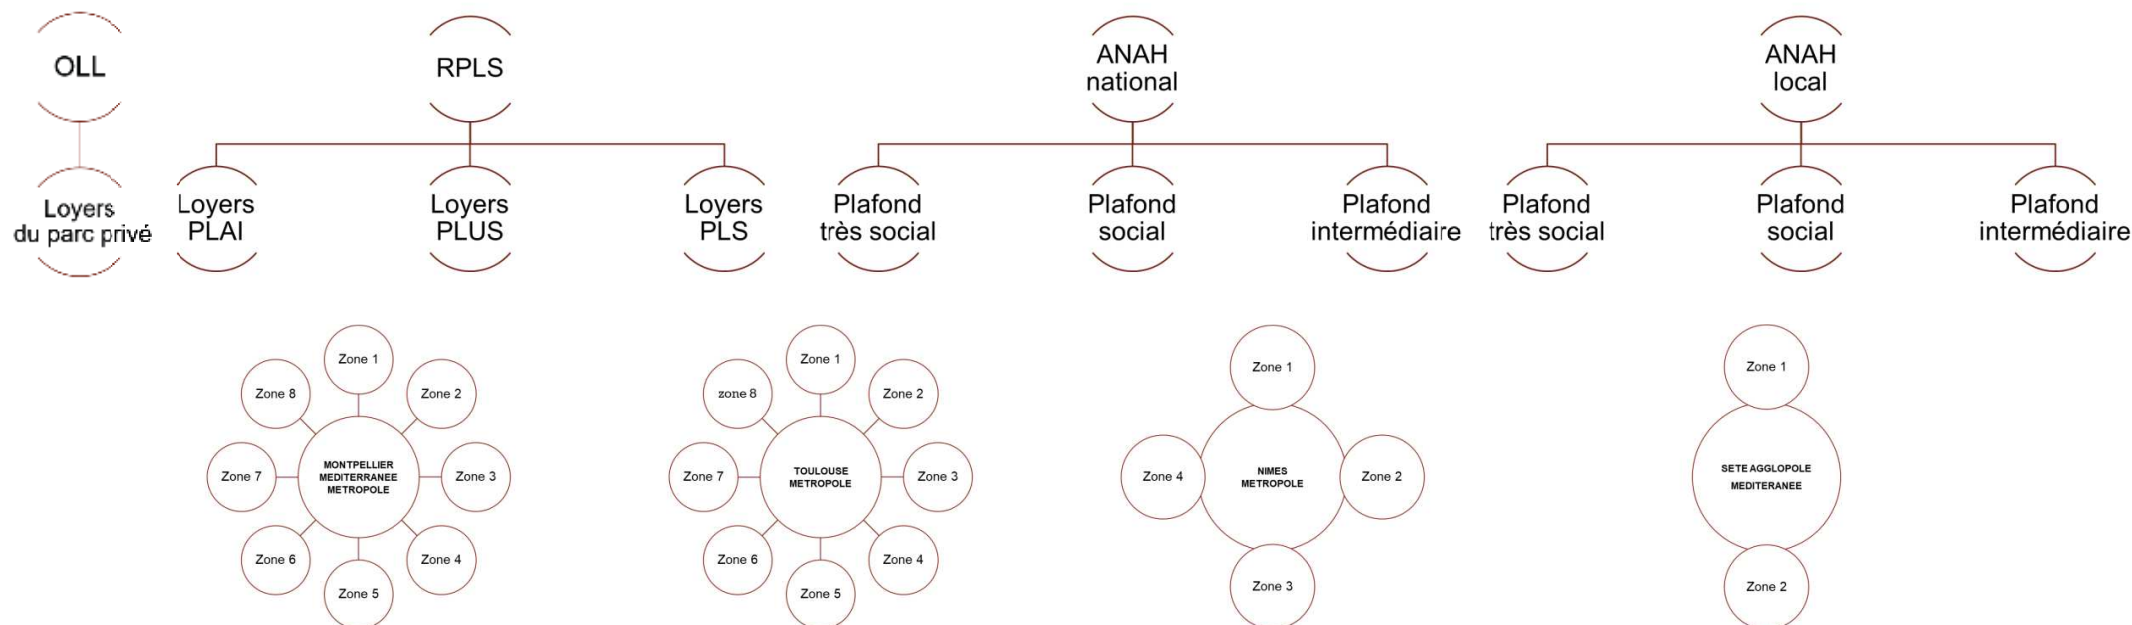 OLL
RPLS
ANAH
national
ANAH
local
Loyers
du parc privé
Loyers
PLAI
Loyers
PLUS
Loyers
PLS
Plafond
très social
Plafond
social
Plafond
intermédiaire
Plafond
très social
Plafond
social
Plafond
intermédiaire
Zone 1
Zone 2
Zone 3
Zone 4
Zone 5
Zone 6
Zone 7
Zone 8
MONTPELLIER
MEDITERRANEE
METROPOLE
Zone 1
Zone 2
Zone 3
Zone 4
Zone 5
Zone 6
Zone 7
zone 8
TOULOUSE
METROPOLE
Zone 1
Zone 2
Zone 3
Zone 4
NIMES
METROPOLE
Zone 1
SETE AGGLOPOLE
MEDITERANEE
Zone 2